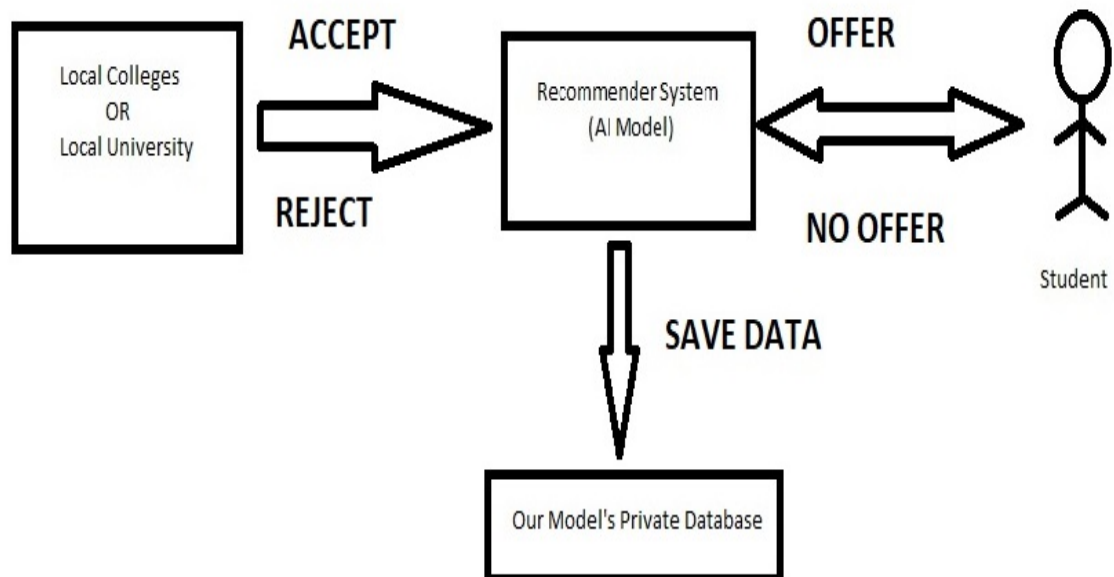 Local Colleges
OR
Local University
ACCEPT
REJECT
Recommender System
(AI Model)
OFFER
NO OFFER
Student
SAVE DATA
Our Model's Private Database